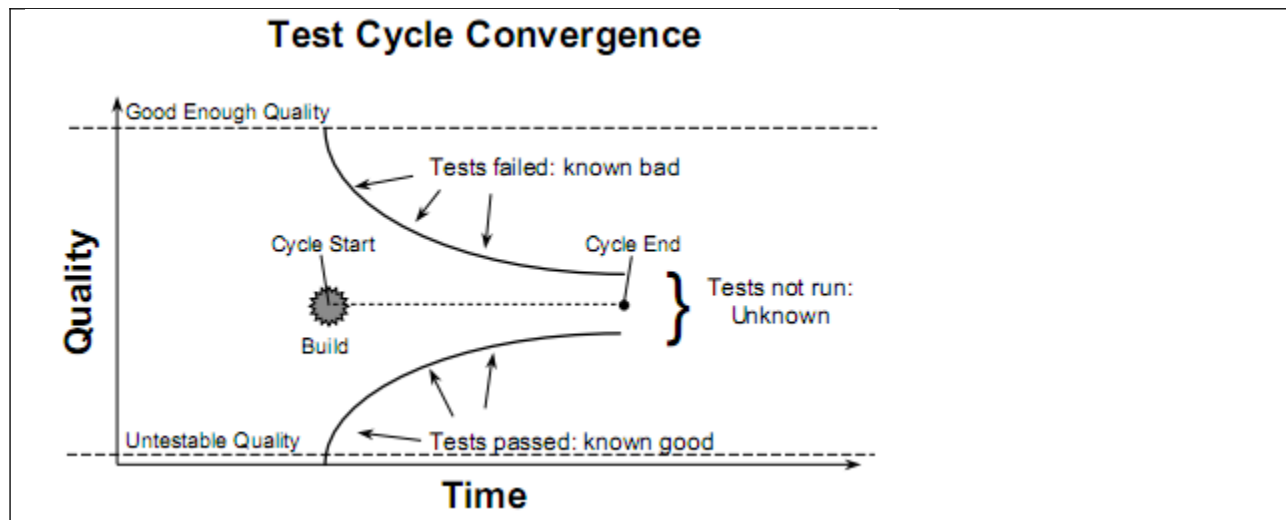 Test Cycle Convergence
Good Enough Quality
Tests failed: known bad
Cycle Start
Cycle End
Tests not run:
Unknown
Build
Quality
Untestable Quality
Tests passed: known good
Time